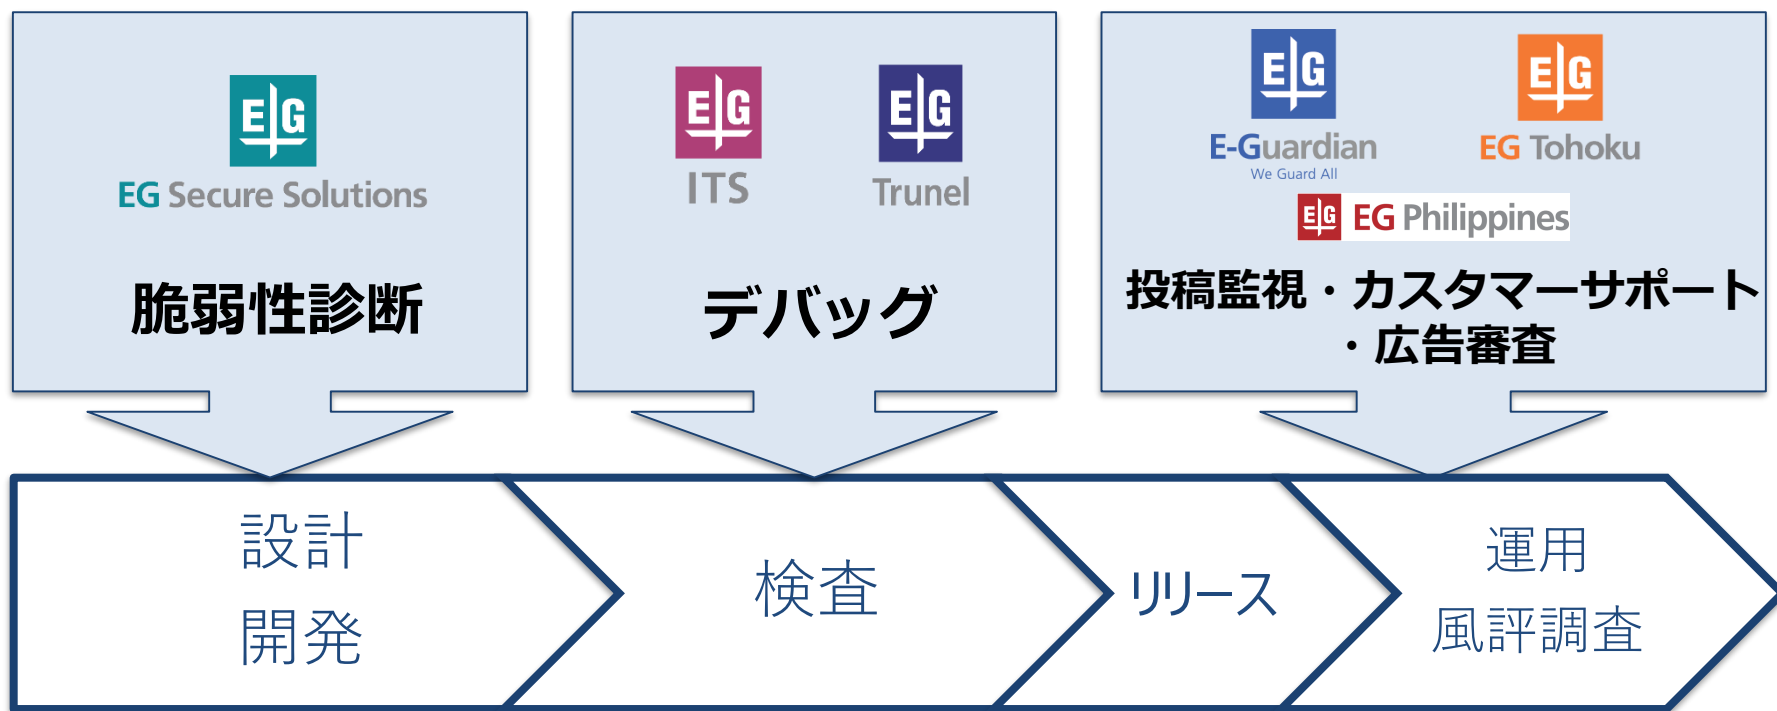 EG
EG Secure Solutions
脆弱性診断
EG
ITS
EG
Trunel
デバッグ
EG
E-Guardian
We Guard All
EG
EG Tohoku
EG
EG Philippines
投稿監視・カスタマーサポート
・広告審査
設計
開発
検査
リリース
運用
風評調査